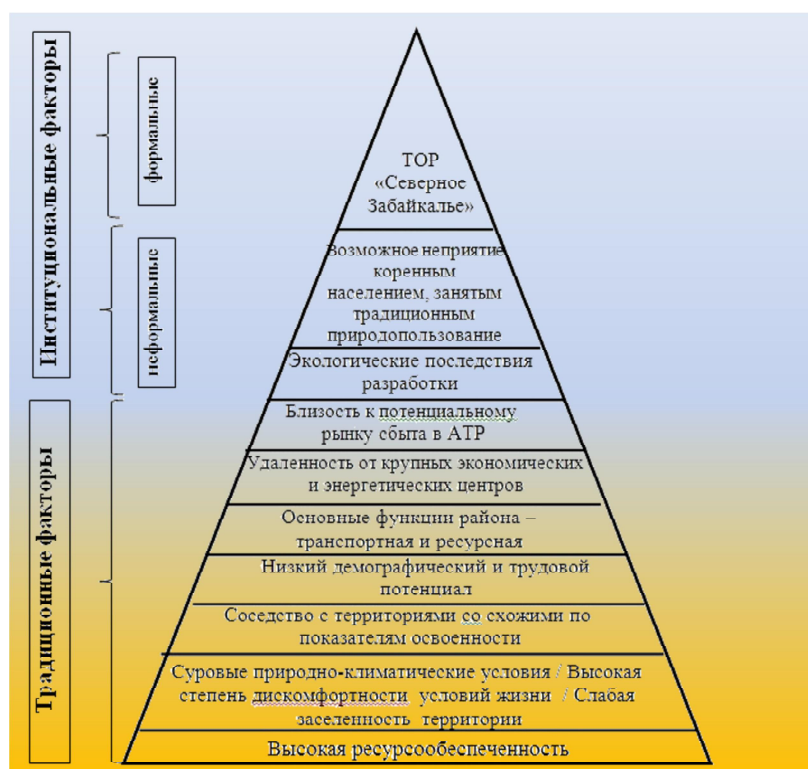 Институциональные факторы
формальные
неформальные
Традиционные факторы
ТОР
«Северное
Забайкалье»
Возможное неприятие
коренным
населением, занятым
традиционным
природопользование
Экологические последствия
разработки
Близость к потенциальному
рынку сбыта в АТР
Удаленность от крупных экономических
и энергетических центров
Основные функции района –
транспортная и ресурсная
Низкий демографический и трудовой
потенциал
Соседство с территориями со схожими по
показателям освоенности
Суровые природно-климатические условия / Высокая
степень дискомфортности условий жизни / Слабая
заселенность территории
Высокая ресурсообеспеченность